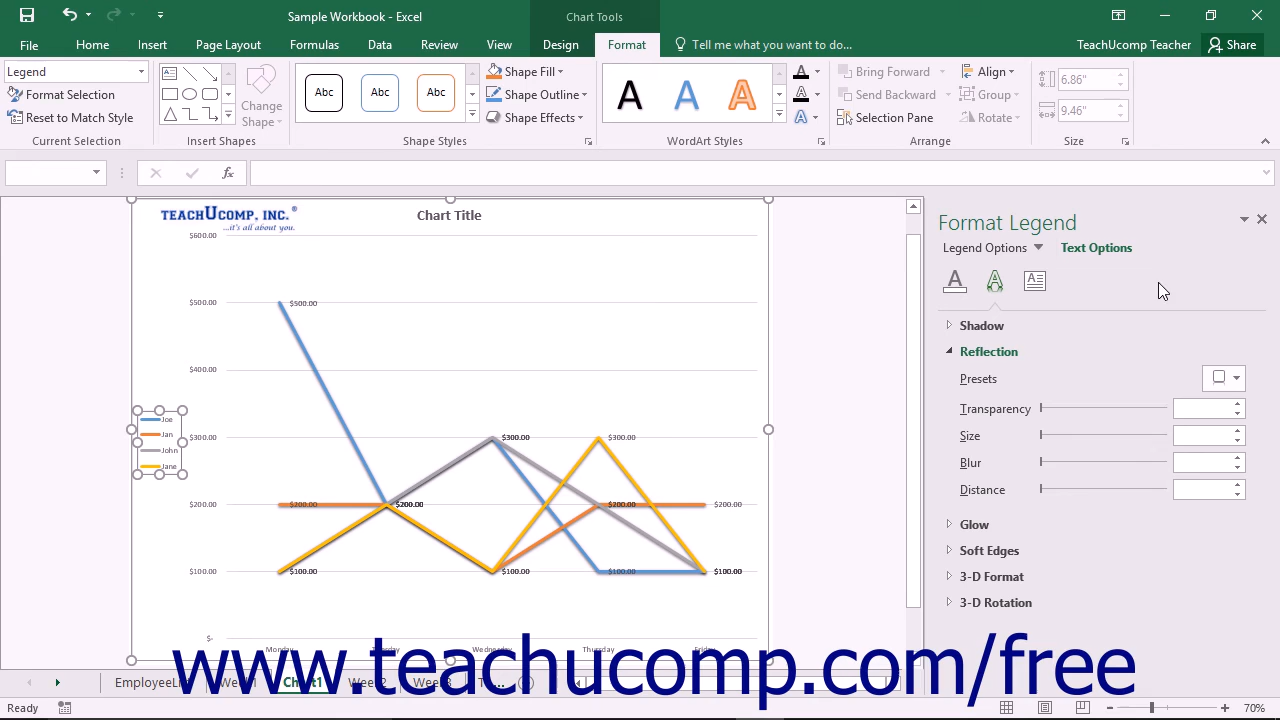 Sample Workbook - Excel
Chart Tools
File Home Insert Page Layout Formulas Data Review View Design Format Tell me what you want to do... TeachUcomp Teacher Share
Legend
Format Selection
Reset to Match Style
Current Selection
Change
Shape
Insert Shapes
Abc Abc Abc
Shape Fill
Shape Outline
Shape Effects
Shape Styles
A A A
WordArt Styles
Bring Forward
Send Backward
Selection Pane
Align
Group
Rotate
Arrange
6.86"
9.46"
Size
fx
TEACHUCOMP, INC.®
...it's all about you.
Chart Title
$600.00
$500.00 $500.00
$400.00
$300.00 $300.00 $300.00
$200.00 $200.00 $200.00 $200.00 $200.00
$100.00 $100.00 $100.00 $100.00 $100.00
$-
Monday Tuesday Wednesday Thursday Friday
Joe
Jan
John
Jane
Format Legend
Legend Options Text Options
Shadow
Reflection
Presets
Transparency
Size
Blur
Distance
Glow
Soft Edges
3-D Format
3-D Rotation
www.teachucomp.com/free
Chart1
Ready
70%